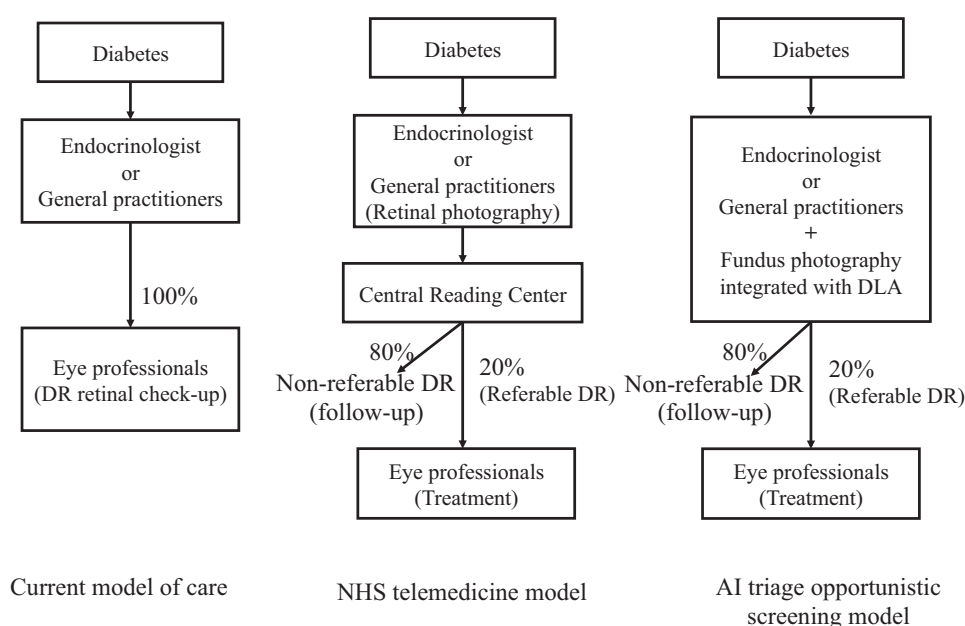 Diabetes
Endocrinologist
or
General practitioners
100%
Eye professionals
(DR retinal check-up)
Current model of care
Diabetes
Endocrinologist
or
General practitioners
(Retinal photography)
Central Reading Center
80%
Non-referable DR
(follow-up)
20%
(Referable DR)
Eye professionals
(Treatment)
NHS telemedicine model
Diabetes
Endocrinologist
or
General practitioners
+
Fundus photography
integrated with DLA
80%
Non-referable DR
(follow-up)
20%
(Referable DR)
Eye professionals
(Treatment)
AI triage opportunistic
screening model